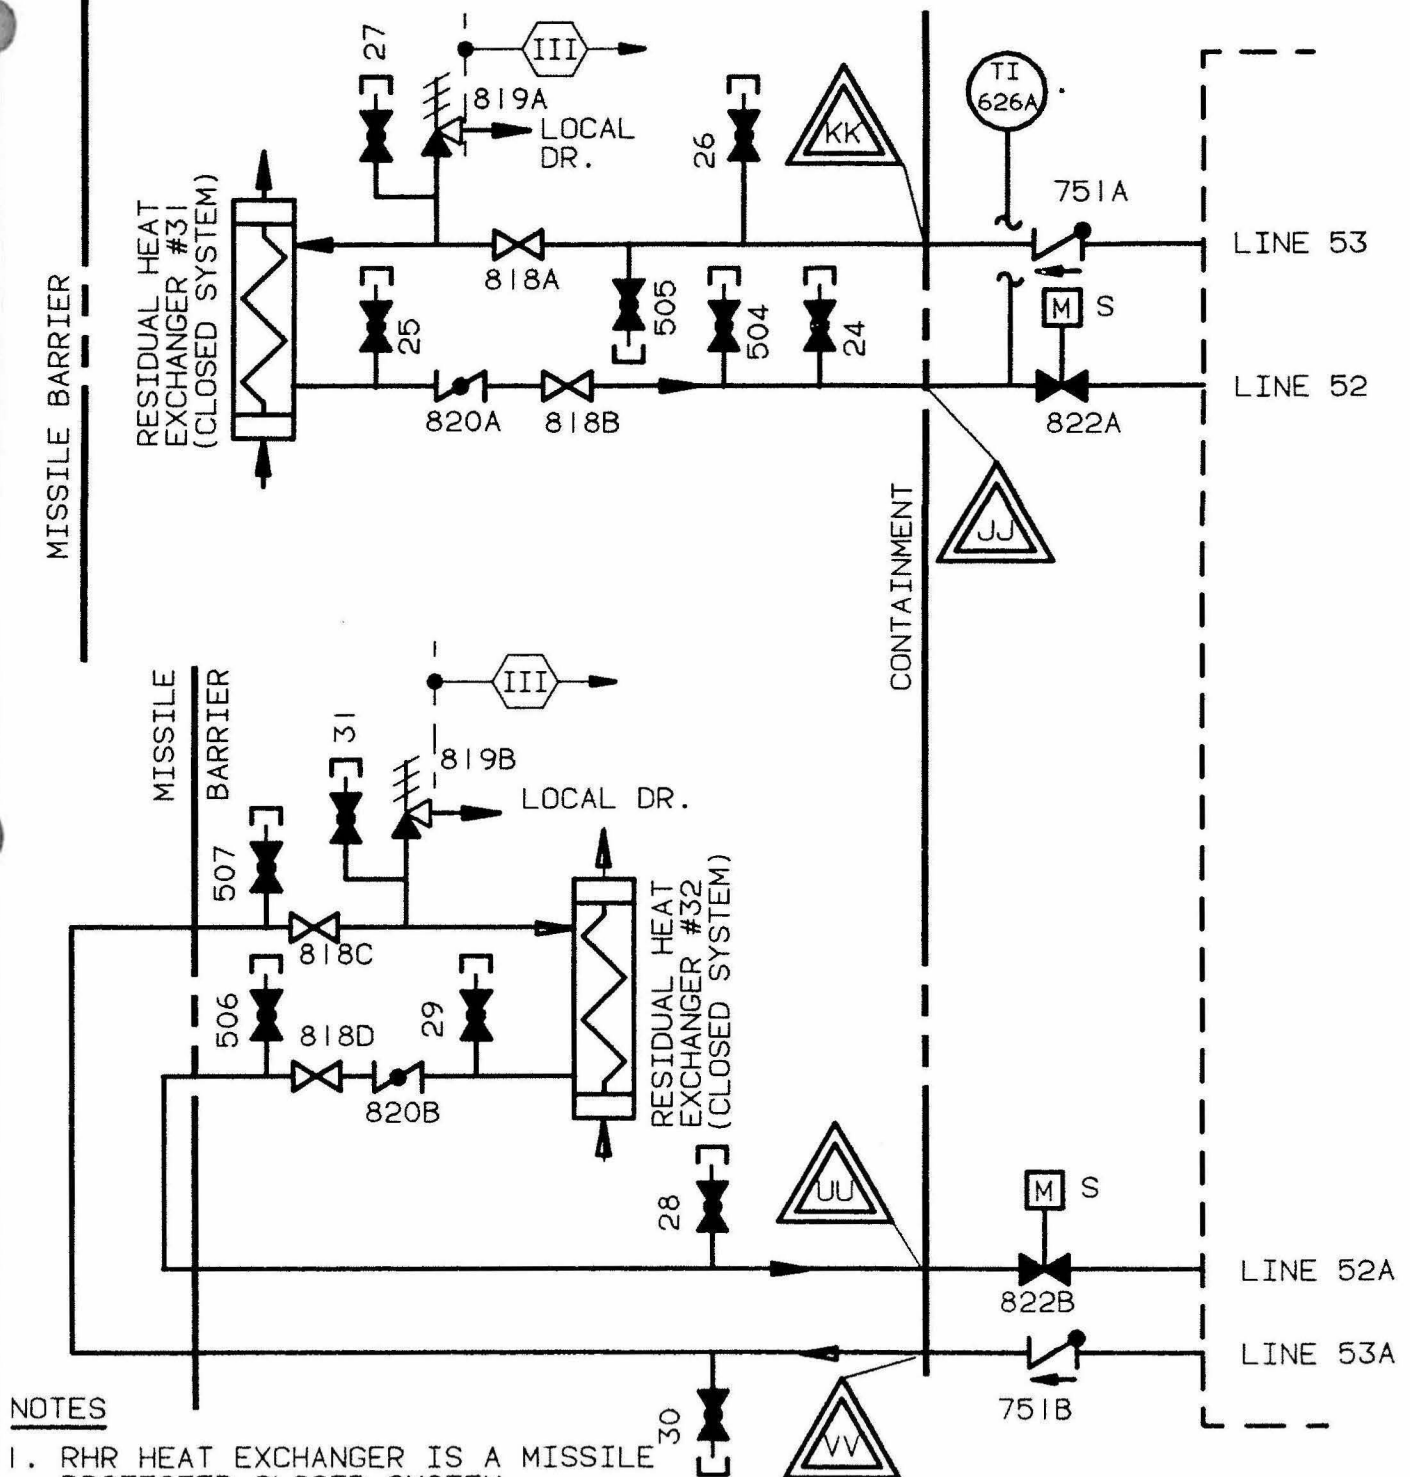 27
III
819A
LOCAL
DR.
26
KK
TI
626A
751A
LINE 53
RESIDUAL HEAT
EXCHANGER #31
(CLOSED SYSTEM)
818A
505
504
24
M S
25
820A
818B
822A
LINE 52
MISSILE BARRIER
JJ
CONTAINMENT
MISSILE
BARRIER
III
31
819B
LOCAL DR.
507
818C
506
818D
29
820B
RESIDUAL HEAT
EXCHANGER #32
(CLOSED SYSTEM)
28
UU
M S
822B
LINE 52A
LINE 53A
751B
30
VV
NOTES
1. RHR HEAT EXCHANGER IS A MISSILE
PROTECTED CLOSED SYSTEM